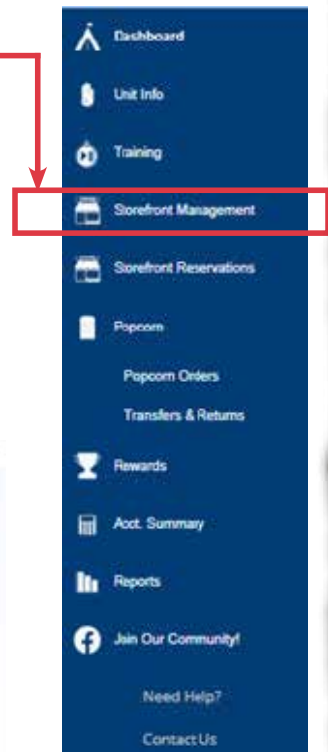 Dashboard
Unit Info
Training
Storefront Management
Storefront Reservations
Popcorn
Popcorn Orders
Transfers & Returns
Rewards
Acct. Summary
Reports
Join Our Community!
Need Help?
Contact Us